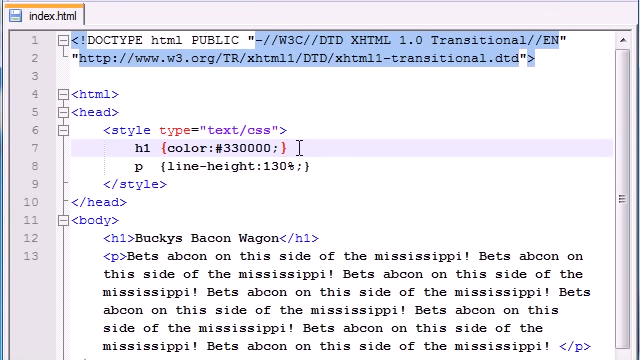 index.html
1 <!DOCTYPE html PUBLIC "-//W3C//DTD XHTML 1.0 Transitional//EN"
2 "http://www.w3.org/TR/xhtml1/DTD/xhtml1-transitional.dtd">
3
4 <html>
5 <head>
6 <style type="text/css">
7 h1 {color:#330000;}
8 p {line-height:130%;}
9 </style>
10 </head>
11 <body>
12 <h1>Buckys Bacon Wagon</h1>
13 <p>Bets abcon on this side of the mississippi! Bets abcon on
this side of the mississippi! Bets abcon on this side of the
mississippi! Bets abcon on this side of the mississippi! Bets
abcon on this side of the mississippi! Bets abcon on this
side of the mississippi! Bets abcon on this side of the
mississippi! Bets abcon on this side of the mississippi! </p>